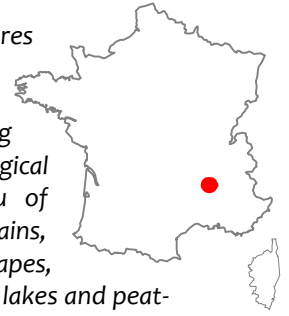 res
g
gical
u of
ains,
apes,
lakes and peat-